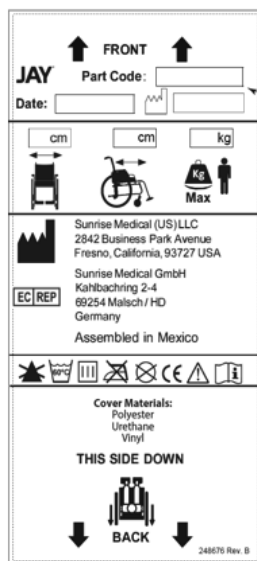 FRONT
JAY
Part Code:
Date:
cm
cm
kg
Kg
Max
Sunrise Medical (US) LLC
2842 Business Park Avenue
Fresno, California, 93727 USA
Sunrise Medical GmbH
Kahlbachring 2-4
69254 Malsch / HD
Germany
EC REP
Assembled in Mexico
60°C
CE
i
Cover Materials:
Polyester
Urethane
Vinyl
THIS SIDE DOWN
BACK
248676 Rev. B